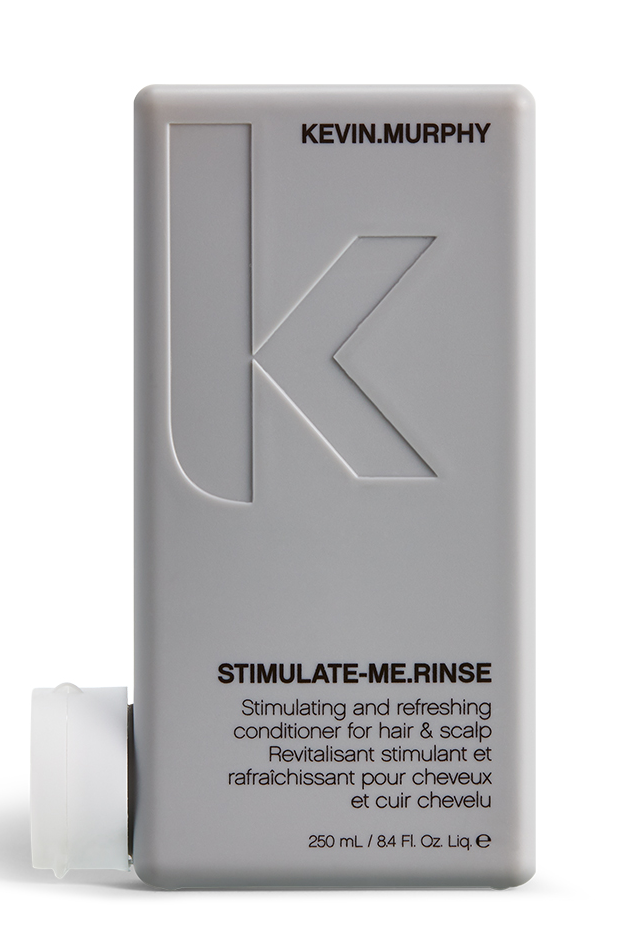 KEVIN.MURPHY
k
STIMULATE-ME.RINSE
Stimulating and refreshing
conditioner for hair & scalp
Revitalisant stimulant et
rafraîchissant pour cheveux
et cuir chevelu
250 mL / 8.4 Fl. Oz. Liq. ℮